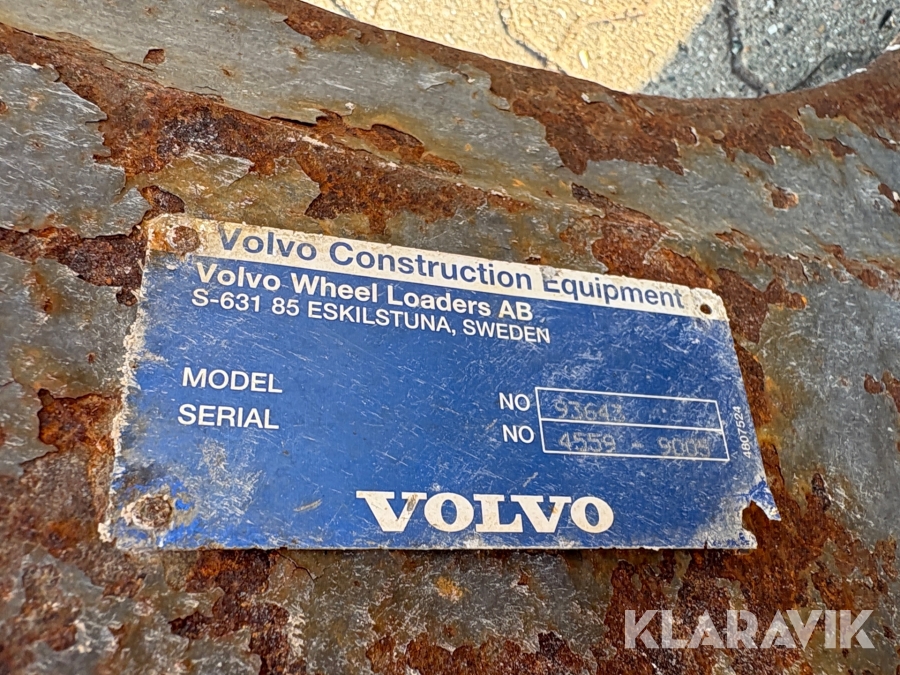 Volvo Construction Equipment
Volvo Wheel Loaders AB
S-631 85 ESKILSTUNA, SWEDEN
MODEL NO
SERIAL NO 4559 - 9005
4807524
VOLVO
KLARAVIK